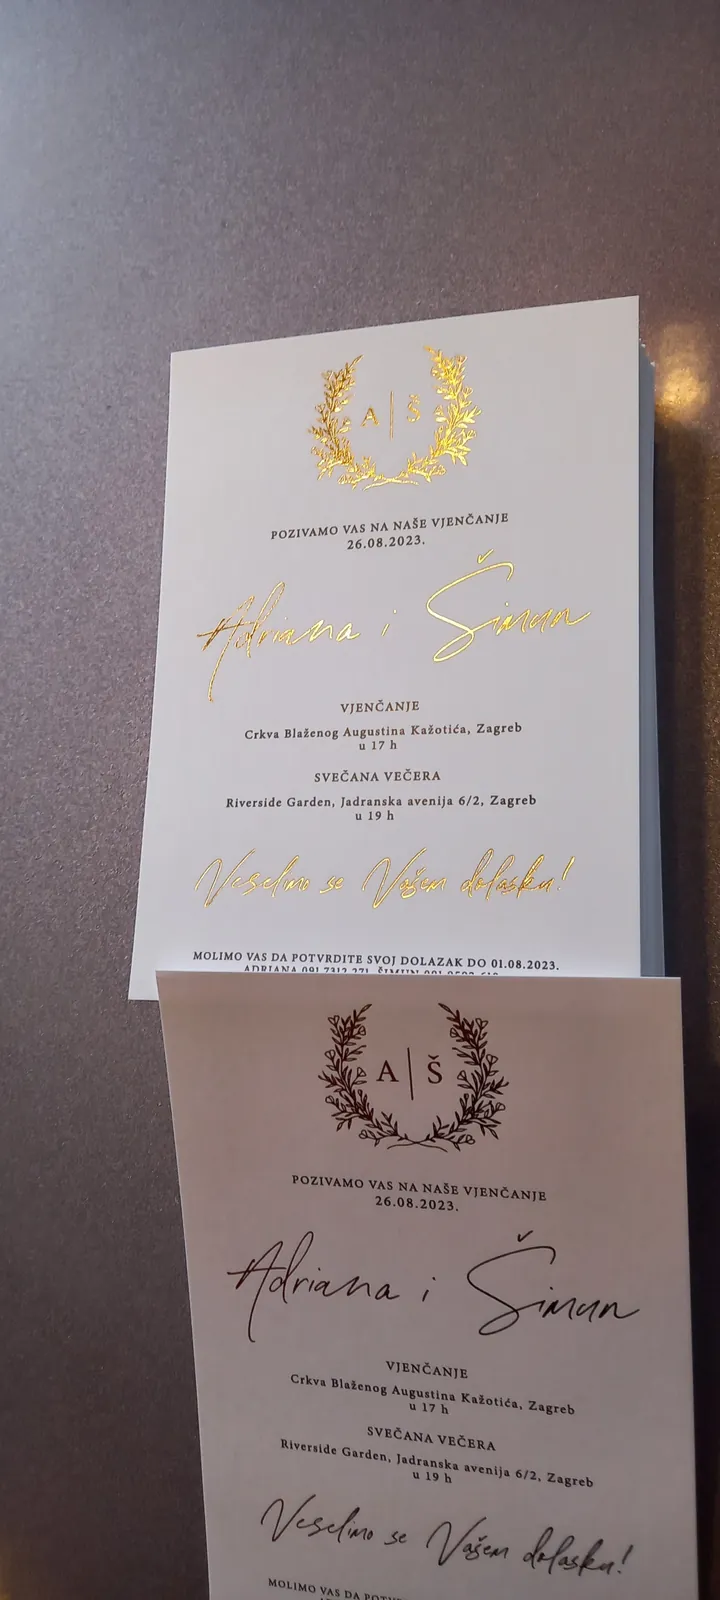 A | Š
POZIVAMO VAS NA NAŠE VJENČANJE
26.08.2023.
Adriana i Šimun
VJENČANJE
Crkva Blaženog Augustina Kažotića, Zagreb
u 17 h
SVEČANA VEČERA
Riverside Garden, Jadranska avenija 6/2, Zagreb
u 19 h
Veselimo se Vašem dolasku!
MOLIMO VAS DA POTVRDITE SVOJ DOLAZAK DO 01.08.2023.
ADRIANA ŠIMUN
A | Š
POZIVAMO VAS NA NAŠE VJENČANJE
26.08.2023.
Adriana i Šimun
VJENČANJE
Crkva Blaženog Augustina Kažotića, Zagreb
u 17 h
SVEČANA VEČERA
Riverside Garden, Jadranska avenija 6/2, Zagreb
u 19 h
Veselimo se Vašem dolasku!
MOLIMO VAS DA